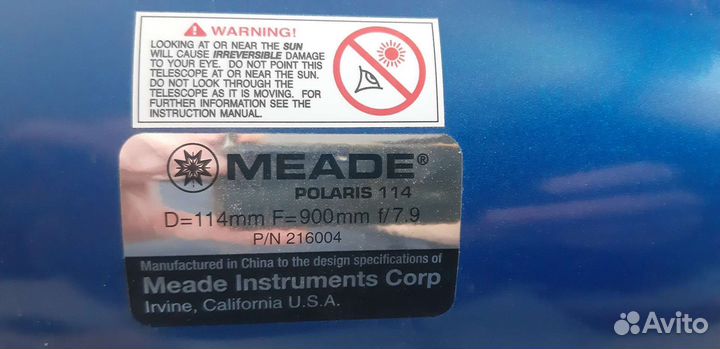 WARNING!
LOOKING AT OR NEAR THE SUN
WILL CAUSE IRREVERSIBLE DAMAGE
TO YOUR EYE. DO NOT POINT THIS
TELESCOPE AT OR NEAR THE SUN.
DO NOT LOOK THROUGH THE
TELESCOPE AS IT IS MOVING. FOR
FURTHER INFORMATION SEE THE
INSTRUCTION MANUAL.
MEADE®
POLARIS 114
D=114mm F=900mm f/7.9
P/N 216004
Manufactured in China to the design specifications of
Meade Instruments Corp
Irvine, California U.S.A.
Avito